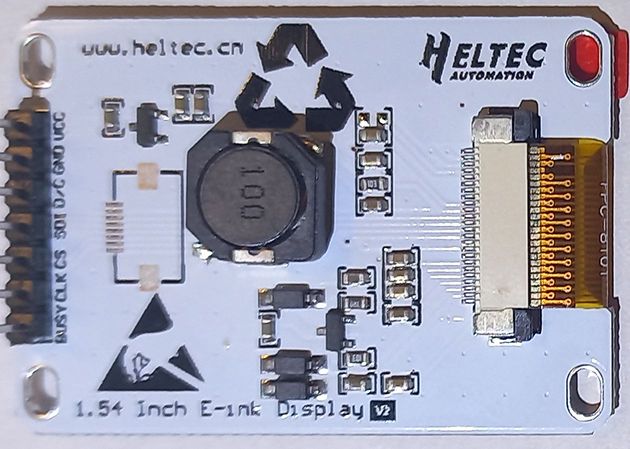 www.heltec.cn
HELTEC
AUTOMATION
VCC
GND
D/C
SDI
CS
CLK
BUSY
100
1.54 Inch E-ink Display V2